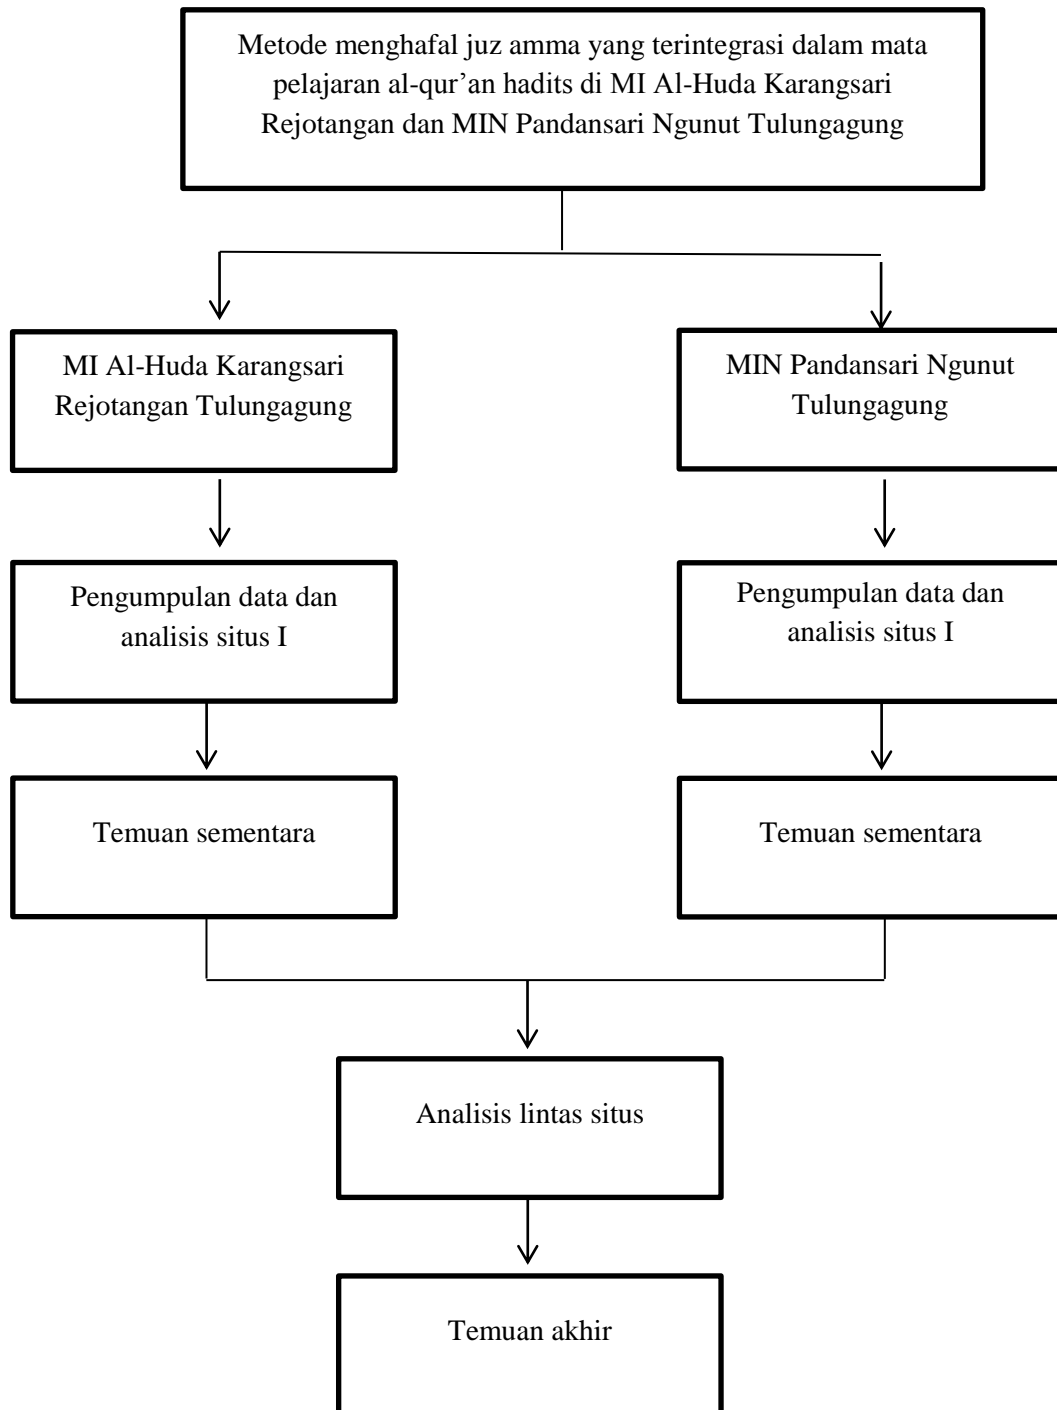 Metode menghafal juz amma yang terintegrasi dalam mata
pelajaran al-qur’an hadits di MI Al-Huda Karangsari
Rejotangan dan MIN Pandansari Ngunut Tulungagung
MI Al-Huda Karangsari
Rejotangan Tulungagung
MIN Pandansari Ngunut
Tulungagung
Pengumpulan data dan
analisis situs I
Pengumpulan data dan
analisis situs I
Temuan sementara
Temuan sementara
Analisis lintas situs
Temuan akhir